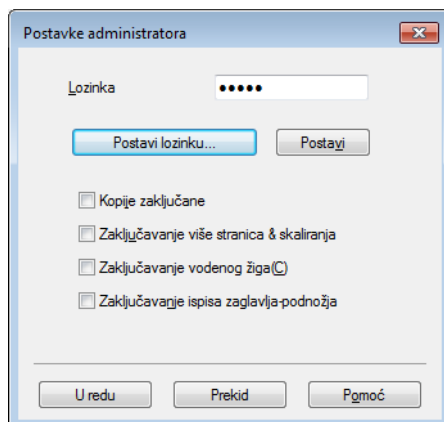 Postavke administratora
Lozinka •••••
Postavi lozinku... Postavi
Kopije zaključane
Zaključavanje više stranica & skaliranja
Zaključavanje vodenog žiga(C)
Zaključavanje ispisa zaglavlja-podnožja
U redu Prekid Pomoć